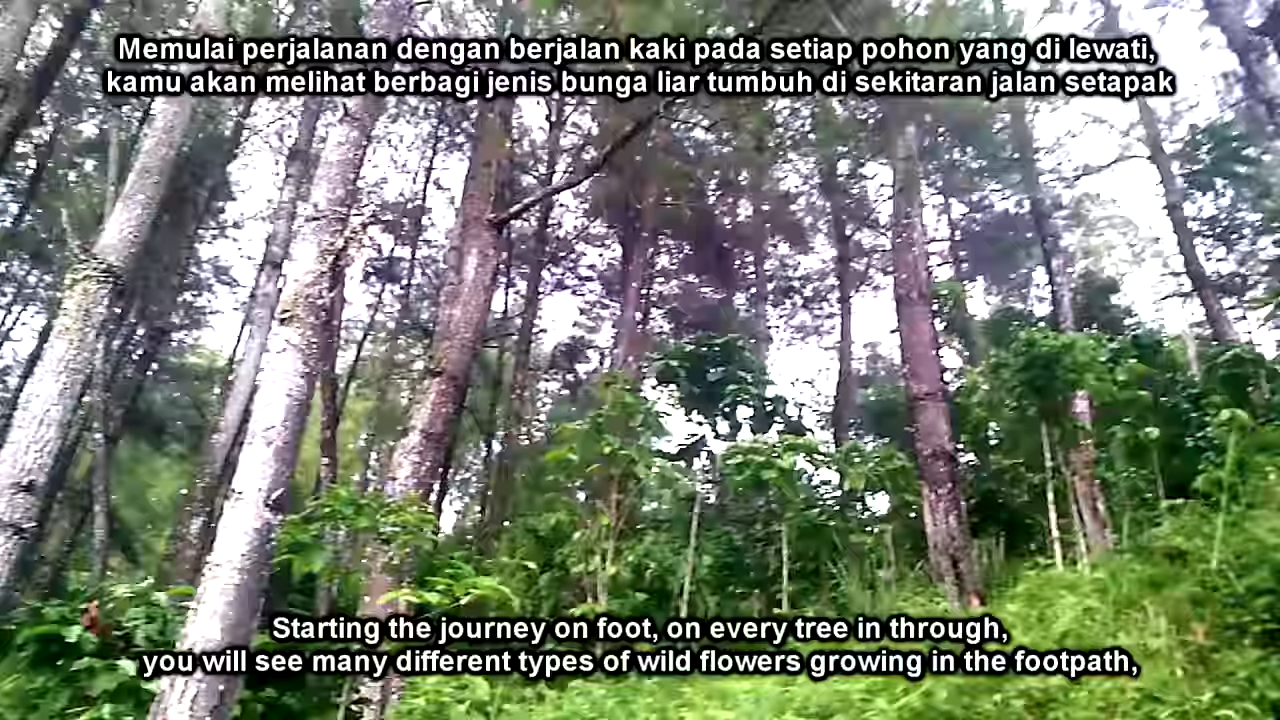 Memulai perjalanan dengan berjalan kaki pada setiap pohon yang di lewati,
kamu akan melihat berbagi jenis bunga liar tumbuh di sekitaran jalan setapak
Starting the journey on foot, on every tree in through,
you will see many different types of wild flowers growing in the footpath,